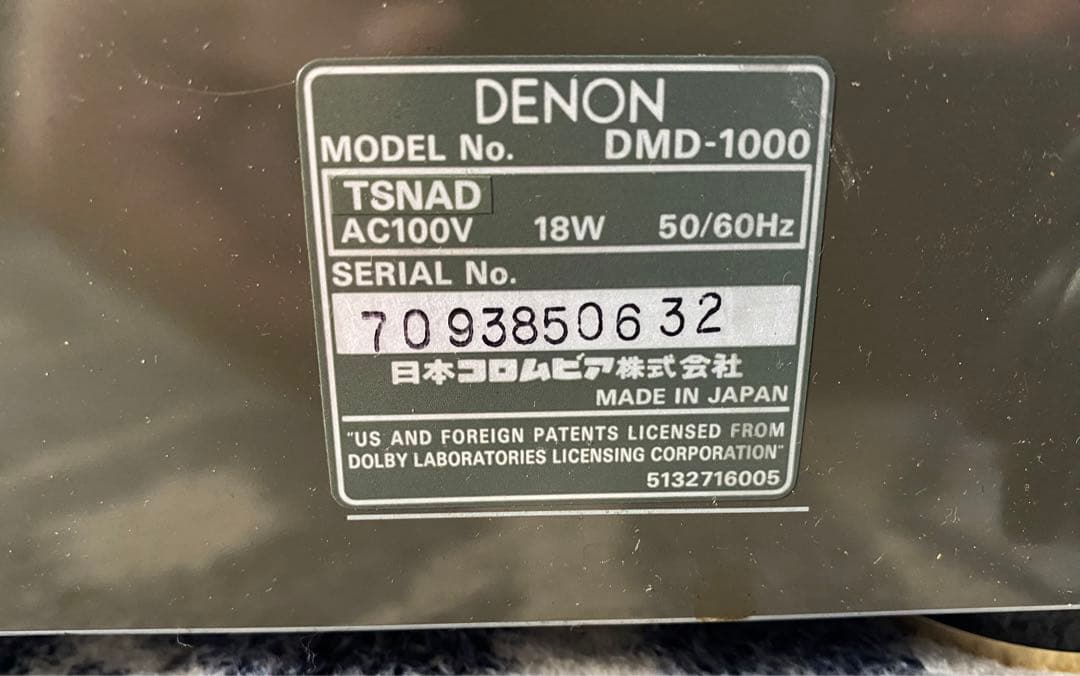 DENON
MODEL No. DMD-1000
TSNAD
AC100V 18W 50/60Hz
SERIAL No.
7093850632
日本コロムビア株式会社
MADE IN JAPAN
"US AND FOREIGN PATENTS LICENSED FROM
DOLBY LABORATORIES LICENSING CORPORATION"
5132716005